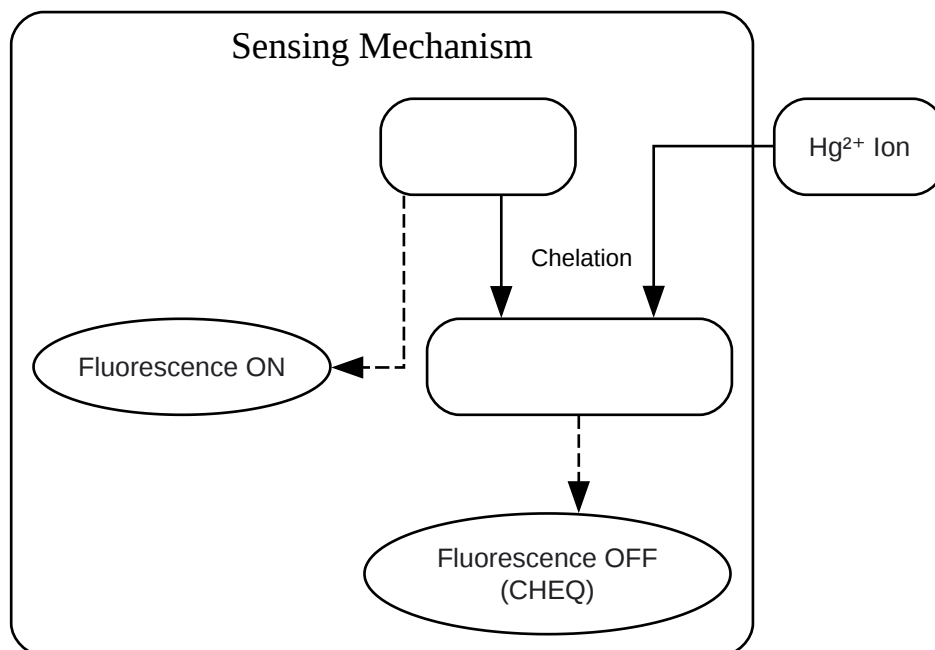 Sensing Mechanism
Hg²⁺ Ion
Chelation
Fluorescence ON
Fluorescence OFF
(CHEQ)